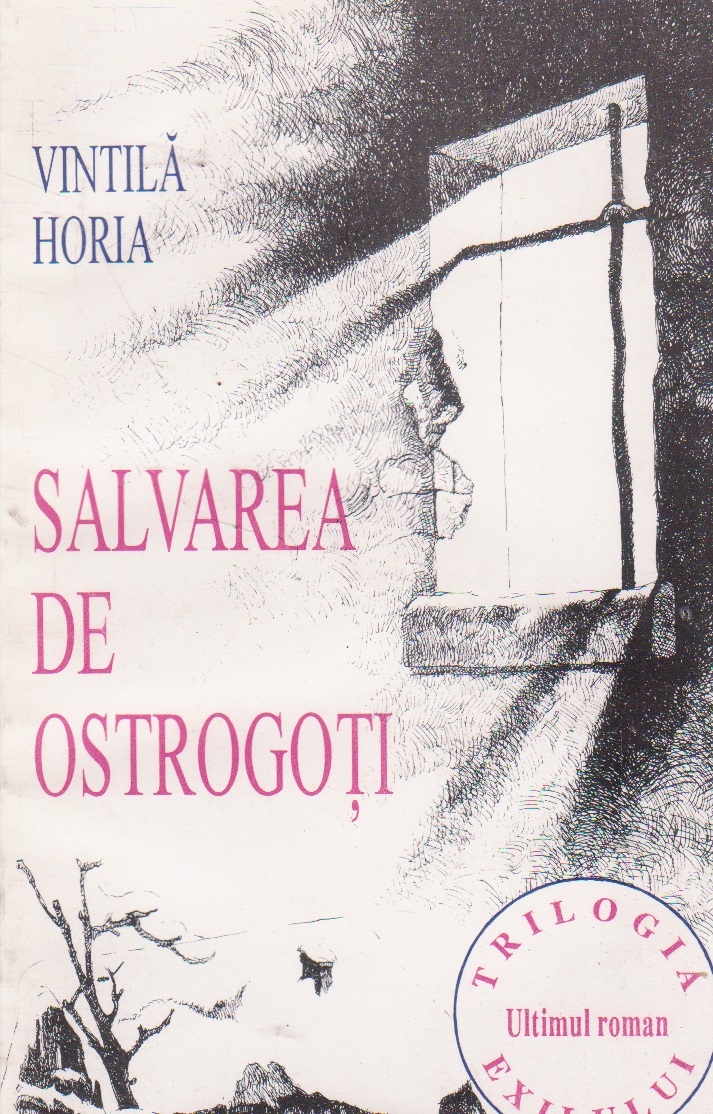 VINTILĂ
HORIA
SALVAREA
DE
OSTROGOȚI
TRILOGIA
Ultimul roman
EXILULUI